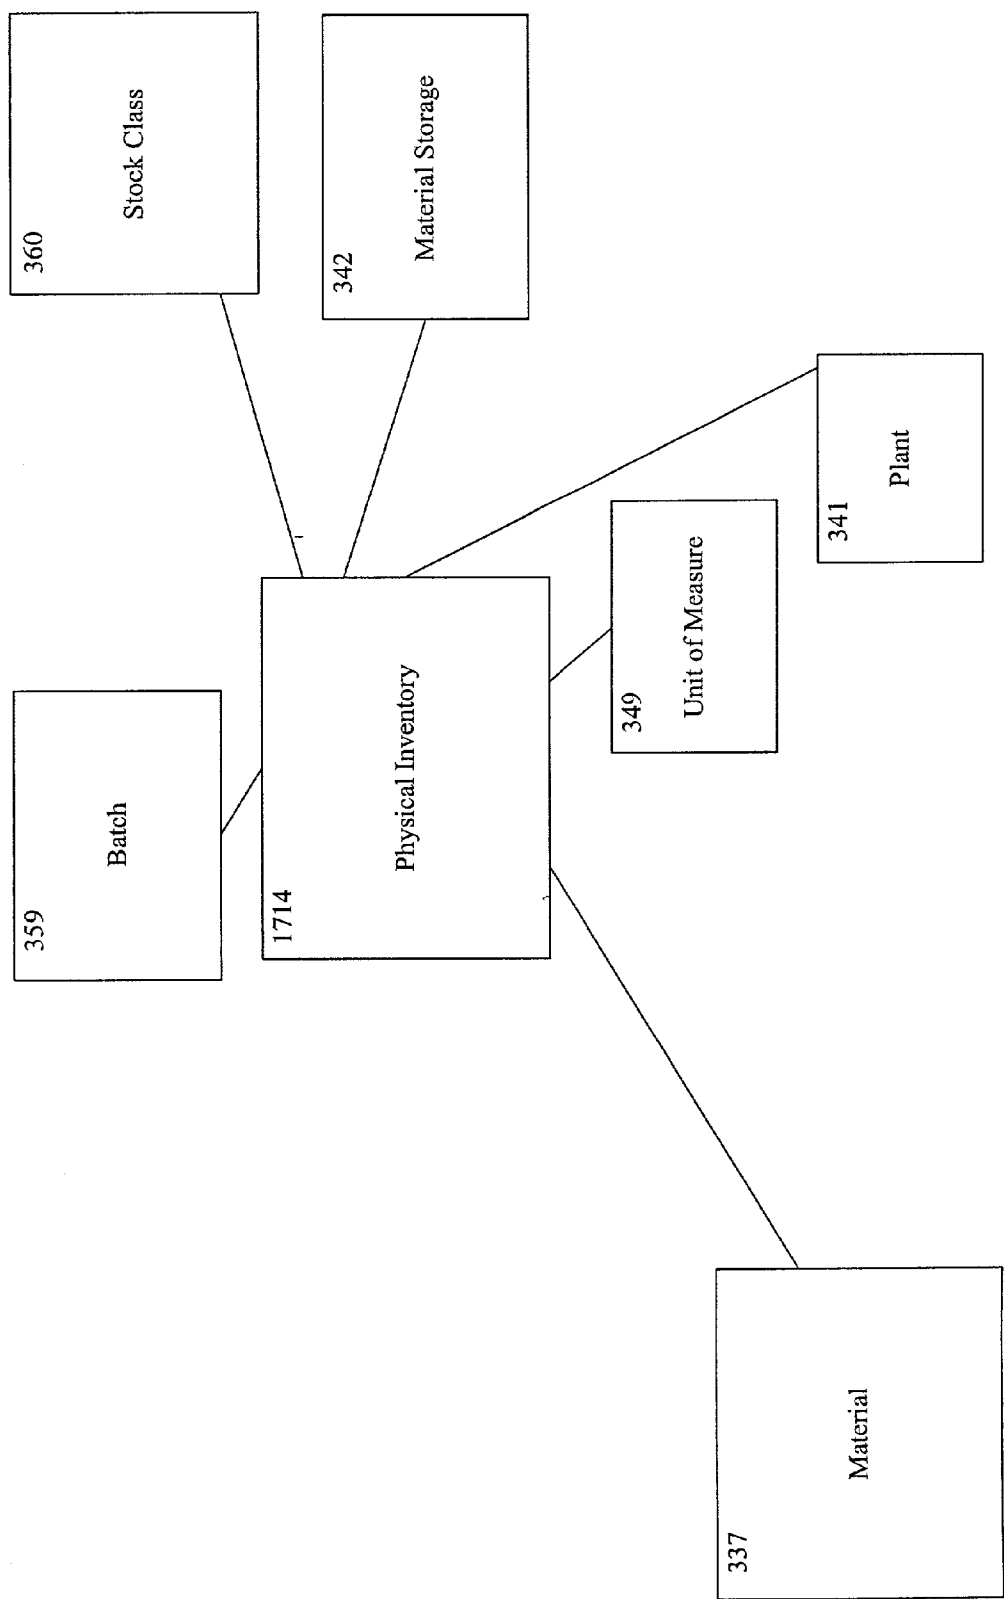 359
Batch
360
Stock Class
1714
Physical Inventory
342
Material Storage
349
Unit of Measure
337
Material
341
Plant